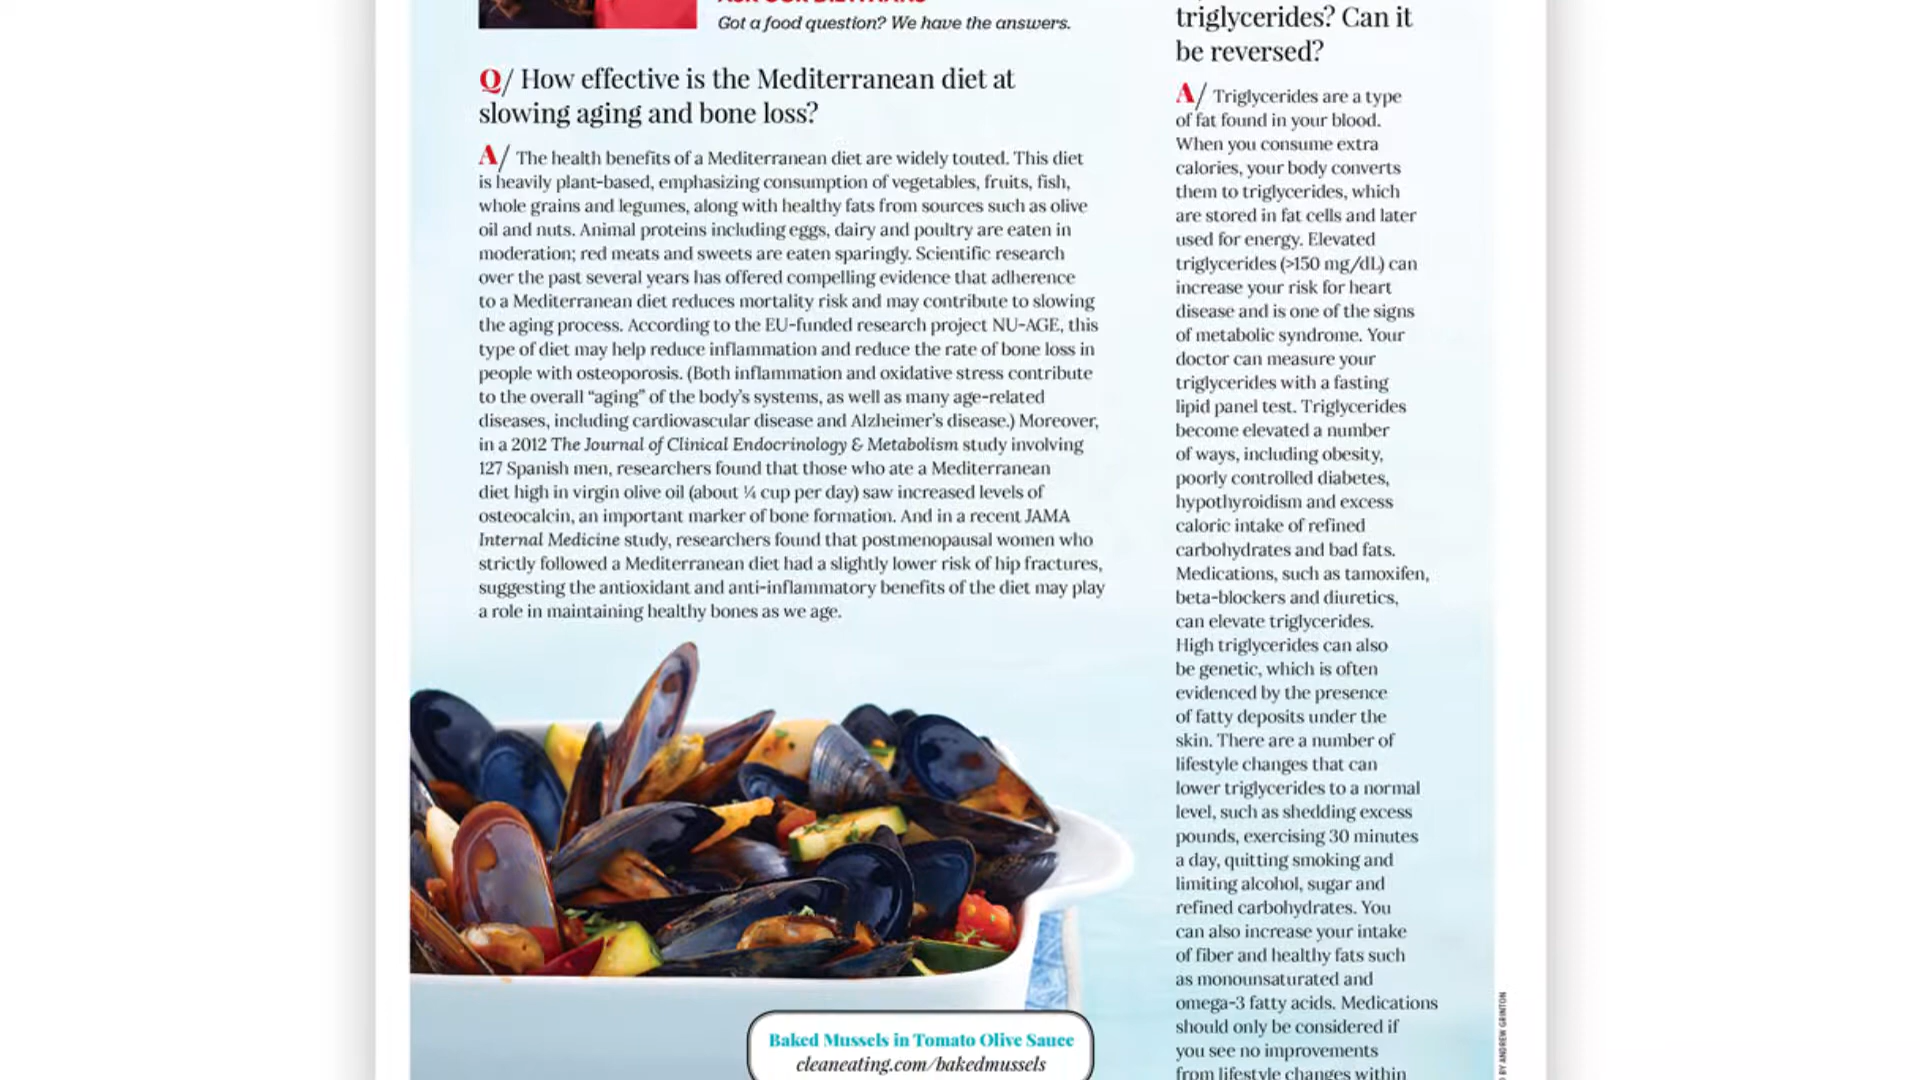 Got a food question? We have the answers.
Q/ How effective is the Mediterranean diet at
slowing aging and bone loss?
A/ The health benefits of a Mediterranean diet are widely touted. This diet
is heavily plant-based, emphasizing consumption of vegetables, fruits, fish,
whole grains and legumes, along with healthy fats from sources such as olive
oil and nuts. Animal proteins including eggs, dairy and poultry are eaten in
moderation; red meats and sweets are eaten sparingly. Scientific research
over the past several years has offered compelling evidence that adherence
to a Mediterranean diet reduces mortality risk and may contribute to slowing
the aging process. According to the EU-funded research project NU-AGE, this
type of diet may help reduce inflammation and reduce the rate of bone loss in
people with osteoporosis. (Both inflammation and oxidative stress contribute
to the overall “aging” of the body's systems, as well as many age-related
diseases, including cardiovascular disease and Alzheimer's disease.) Moreover,
in a 2012 The Journal of Clinical Endocrinology & Metabolism study involving
127 Spanish men, researchers found that those who ate a Mediterranean
diet high in virgin olive oil (about ¼ cup per day) saw increased levels of
osteocalcin, an important marker of bone formation. And in a recent JAMA
Internal Medicine study, researchers found that postmenopausal women who
strictly followed a Mediterranean diet had a slightly lower risk of hip fractures,
suggesting the antioxidant and anti-inflammatory benefits of the diet may play
a role in maintaining healthy bones as we age.
Baked Mussels in Tomato Olive Sauce
cleaneating.com/bakedmussels
triglycerides? Can it
be reversed?
A/ Triglycerides are a type
of fat found in your blood.
When you consume extra
calories, your body converts
them to triglycerides, which
are stored in fat cells and later
used for energy. Elevated
triglycerides (>150 mg/dL) can
increase your risk for heart
disease and is one of the signs
of metabolic syndrome. Your
doctor can measure your
triglycerides with a fasting
lipid panel test. Triglycerides
become elevated a number
of ways, including obesity,
poorly controlled diabetes,
hypothyroidism and excess
caloric intake of refined
carbohydrates and bad fats.
Medications, such as tamoxifen,
beta-blockers and diuretics,
can elevate triglycerides.
High triglycerides can also
be genetic, which is often
evidenced by the presence
of fatty deposits under the
skin. There are a number of
lifestyle changes that can
lower triglycerides to a normal
level, such as shedding excess
pounds, exercising 30 minutes
a day, quitting smoking and
limiting alcohol, sugar and
refined carbohydrates. You
can also increase your intake
of fiber and healthy fats such
as monounsaturated and
omega-3 fatty acids. Medications
should only be considered if
you see no improvements
from lifestyle changes within
BY ANDREW GRINTON